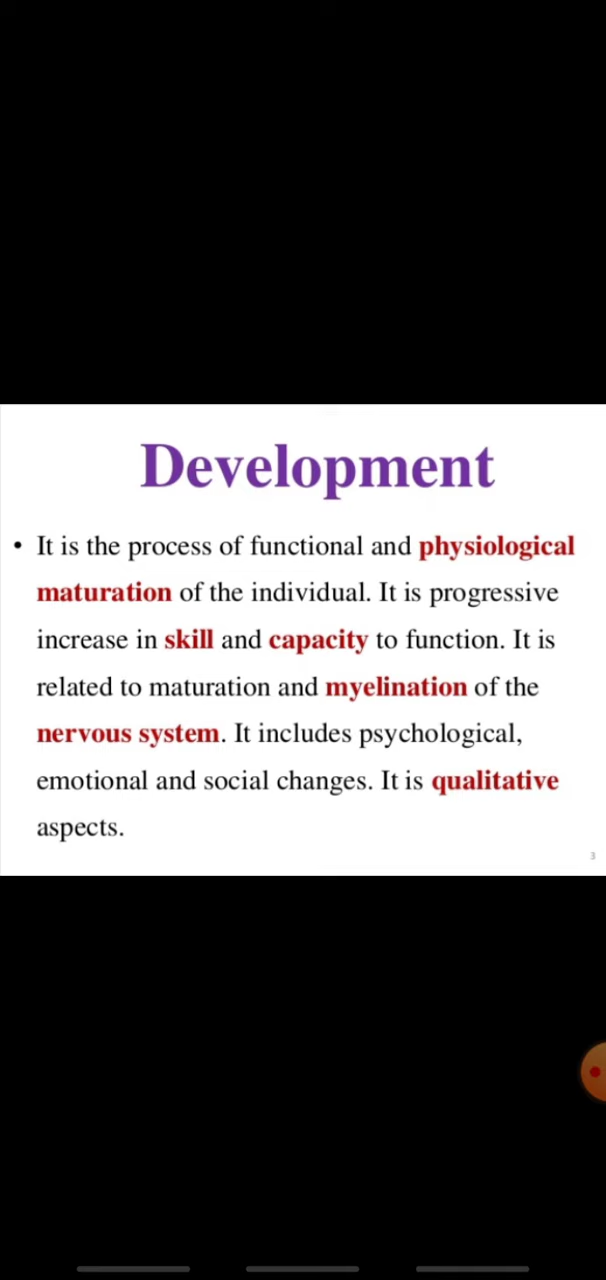 Development
• It is the process of functional and physiological
maturation of the individual. It is progressive
increase in skill and capacity to function. It is
related to maturation and myelination of the
nervous system. It includes psychological,
emotional and social changes. It is qualitative
aspects.
3